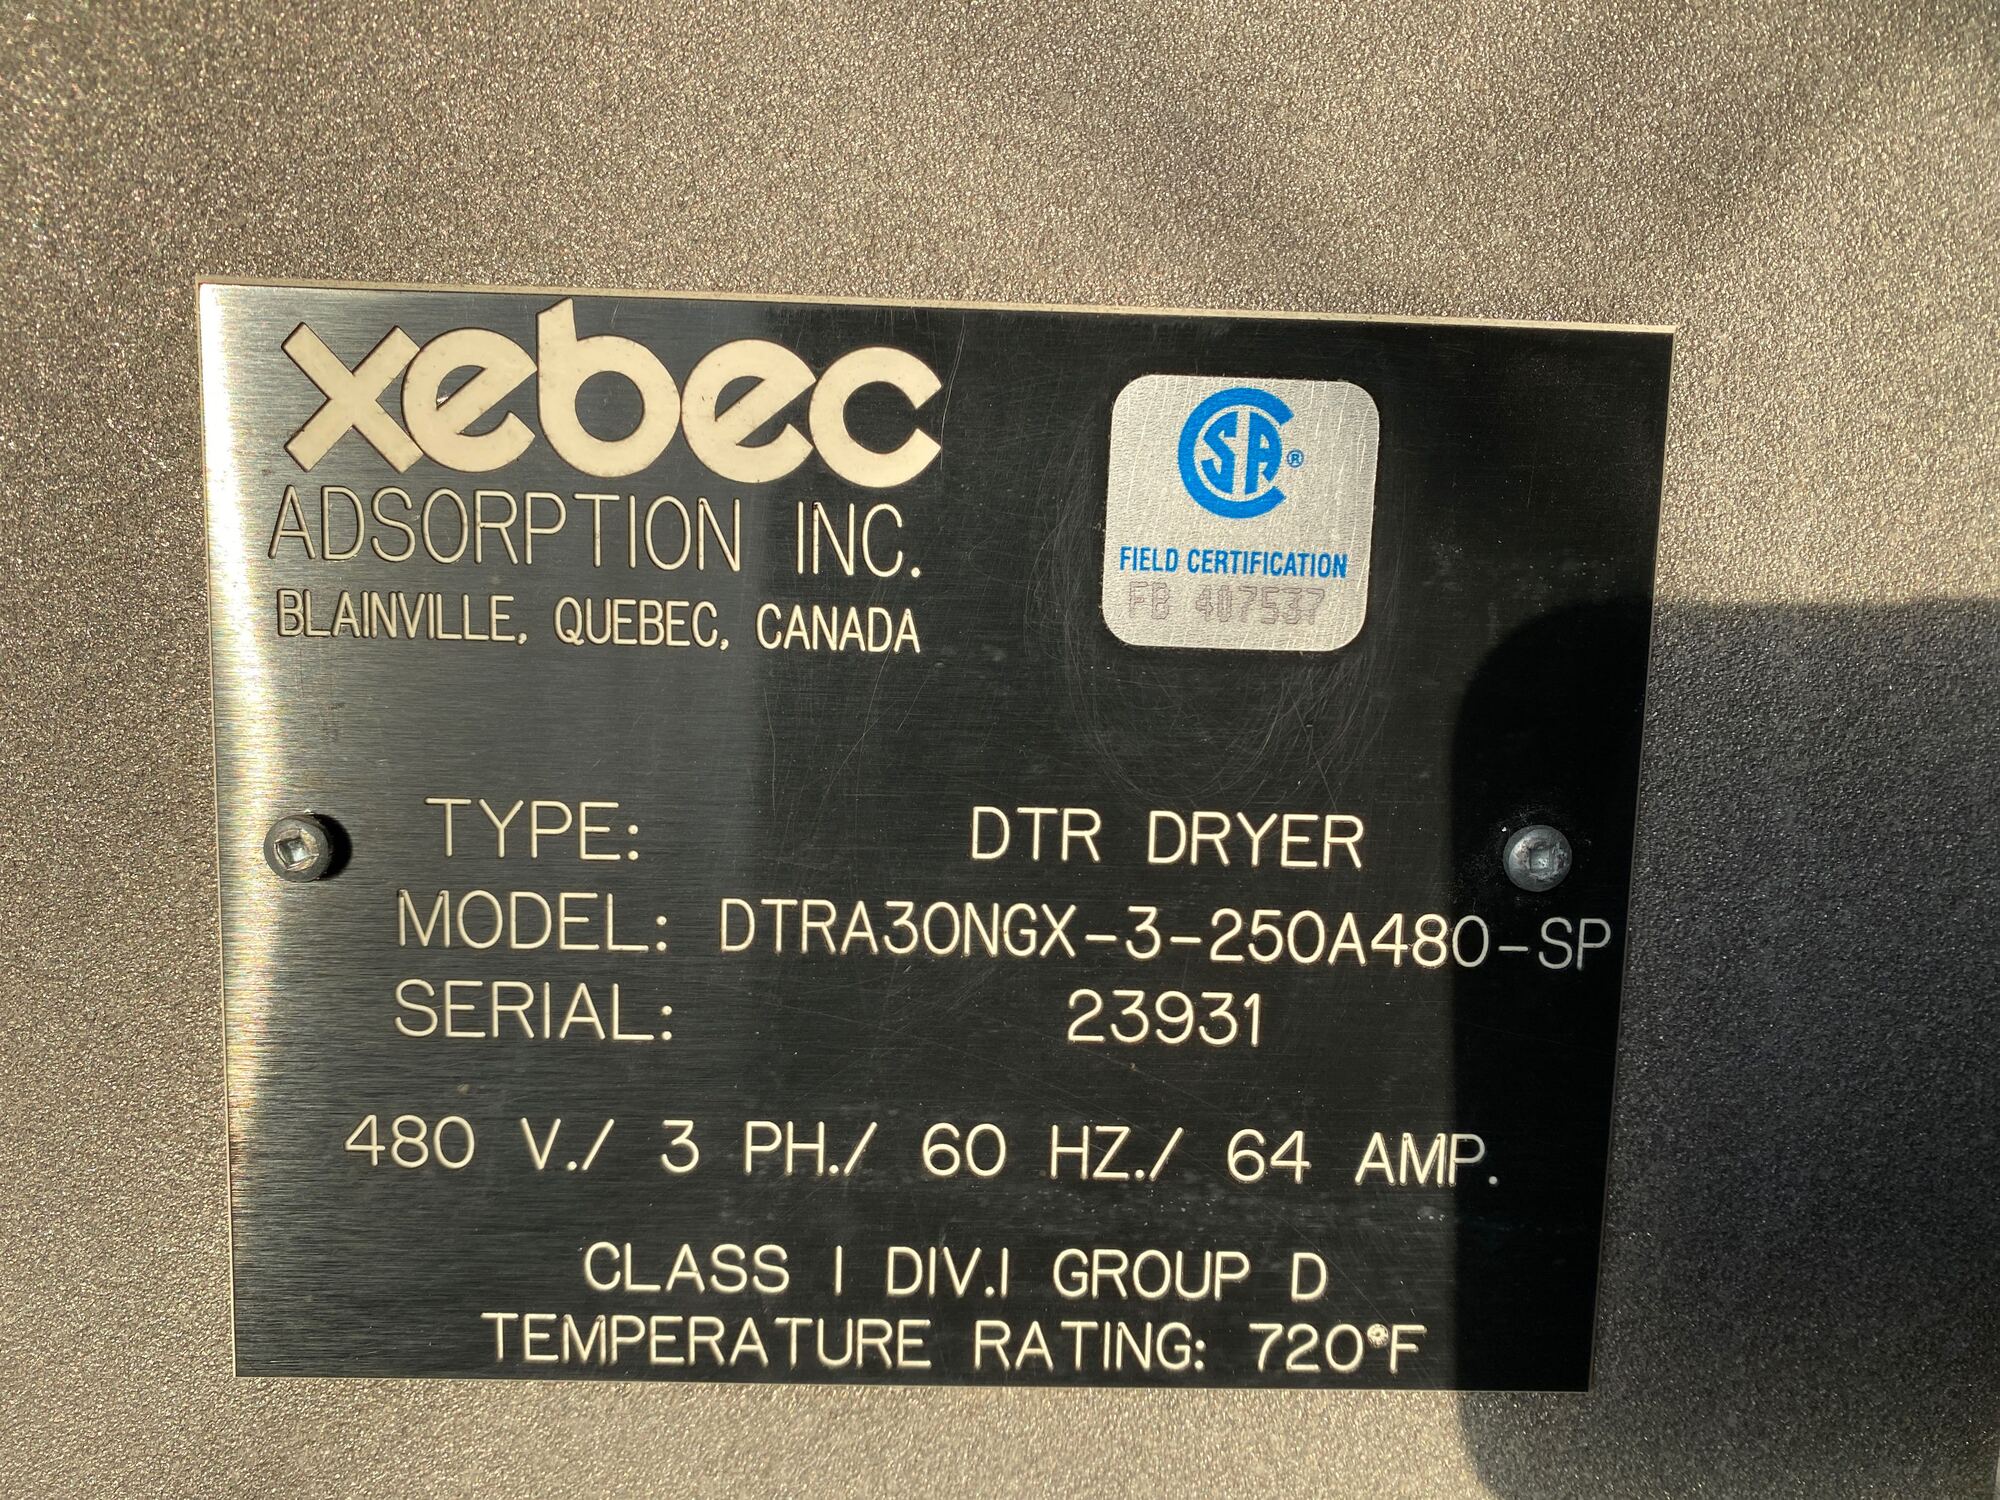 xebec
ADSORPTION INC.
BLAINVILLE, QUEBEC, CANADA
CSA®
FIELD CERTIFICATION
FB 407537
TYPE: DTR DRYER
MODEL: DTRA30NGX-3-250A480-SP
SERIAL: 23931
480 V./ 3 PH./ 60 HZ./ 64 AMP.
CLASS I DIV.I GROUP D
TEMPERATURE RATING: 720°F